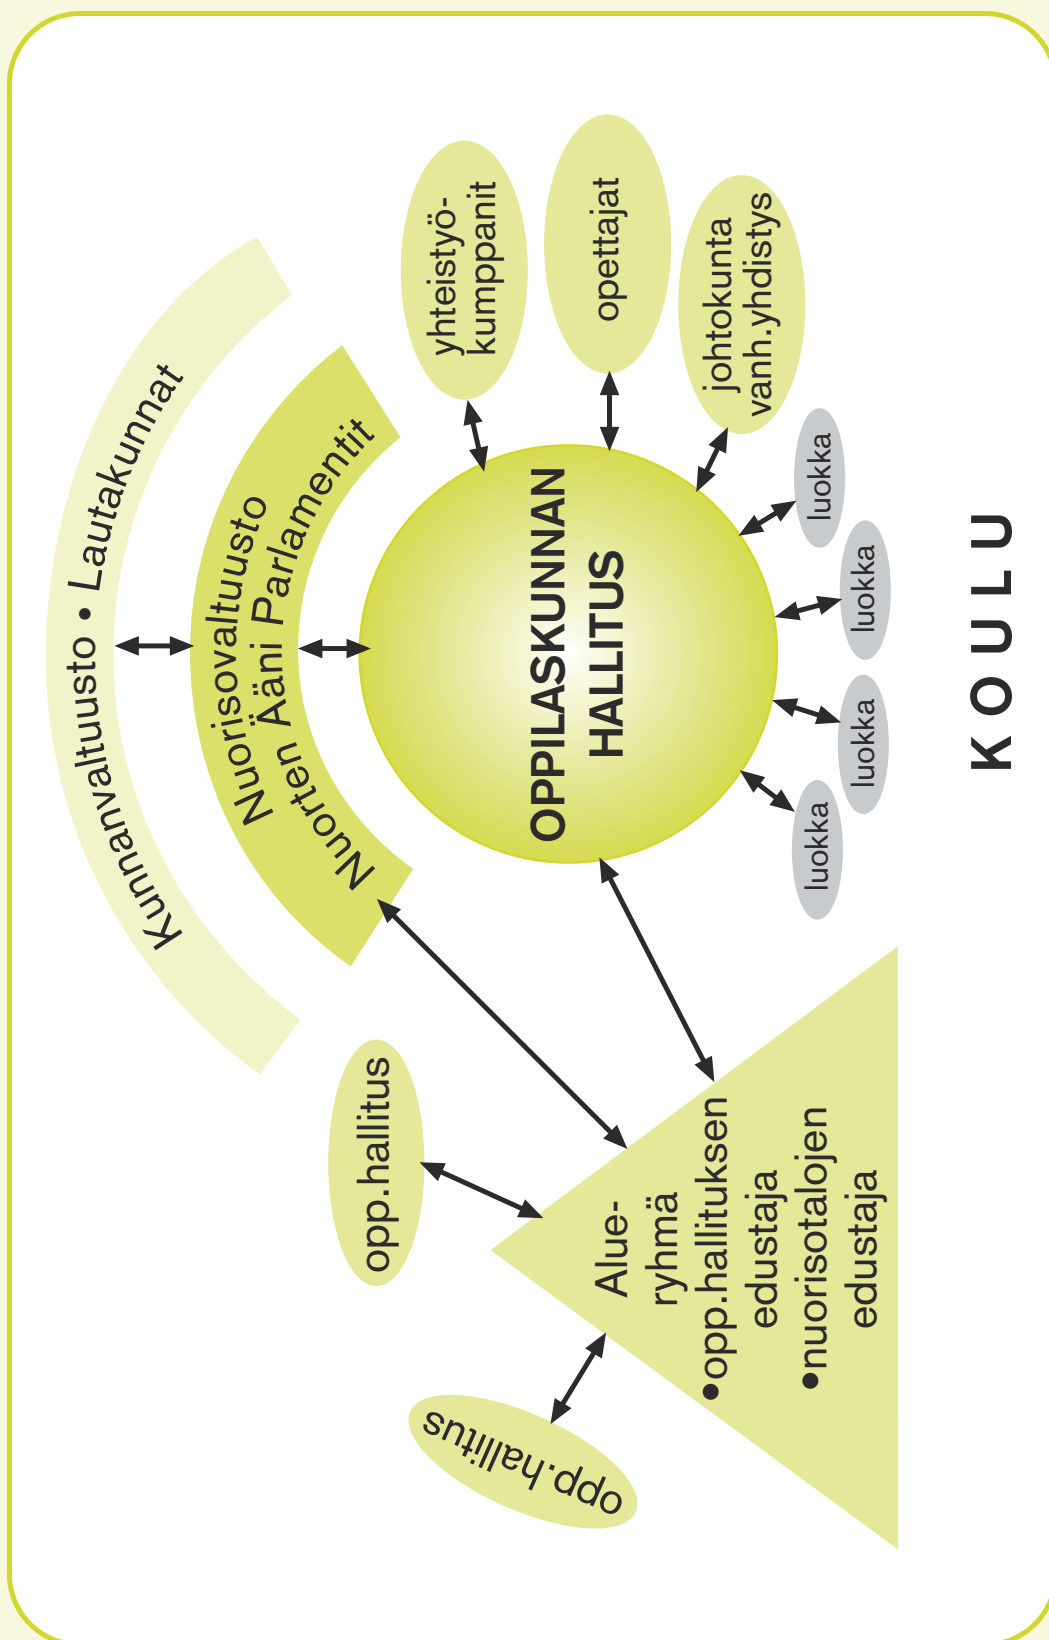 Kunnanvaltuusto • Lautakunnat
Nuorisovaltuusto
Nuorten Ääni Parlamentit
opp.hallitus
opp.hallitus
Alue-
ryhmä
•opp.hallituksen
edustaja
•nuorisotalojen
edustaja
OPPILASKUNNAN
HALLITUS
yhteistyö-
kumppanit
opettajat
johtokunta
vanh.yhdistys
luokka
luokka
luokka
luokka
KOULU